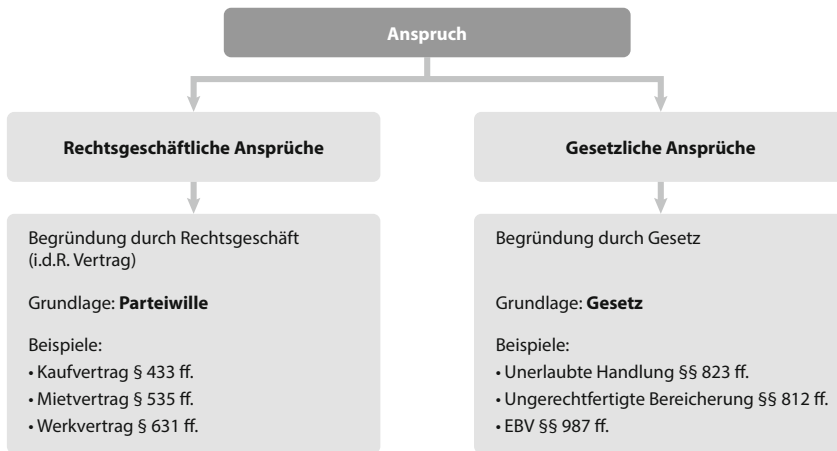 Anspruch
Rechtsgeschäftliche Ansprüche
Begründung durch Rechtsgeschäft
(i.d.R. Vertrag)
Grundlage: Parteiwille
Beispiele:
• Kaufvertrag § 433 ff.
• Mietvertrag § 535 ff.
• Werkvertrag § 631 ff.
Gesetzliche Ansprüche
Begründung durch Gesetz
Grundlage: Gesetz
Beispiele:
• Unerlaubte Handlung §§ 823 ff.
• Ungerechtfertigte Bereicherung §§ 812 ff.
• EBV §§ 987 ff.